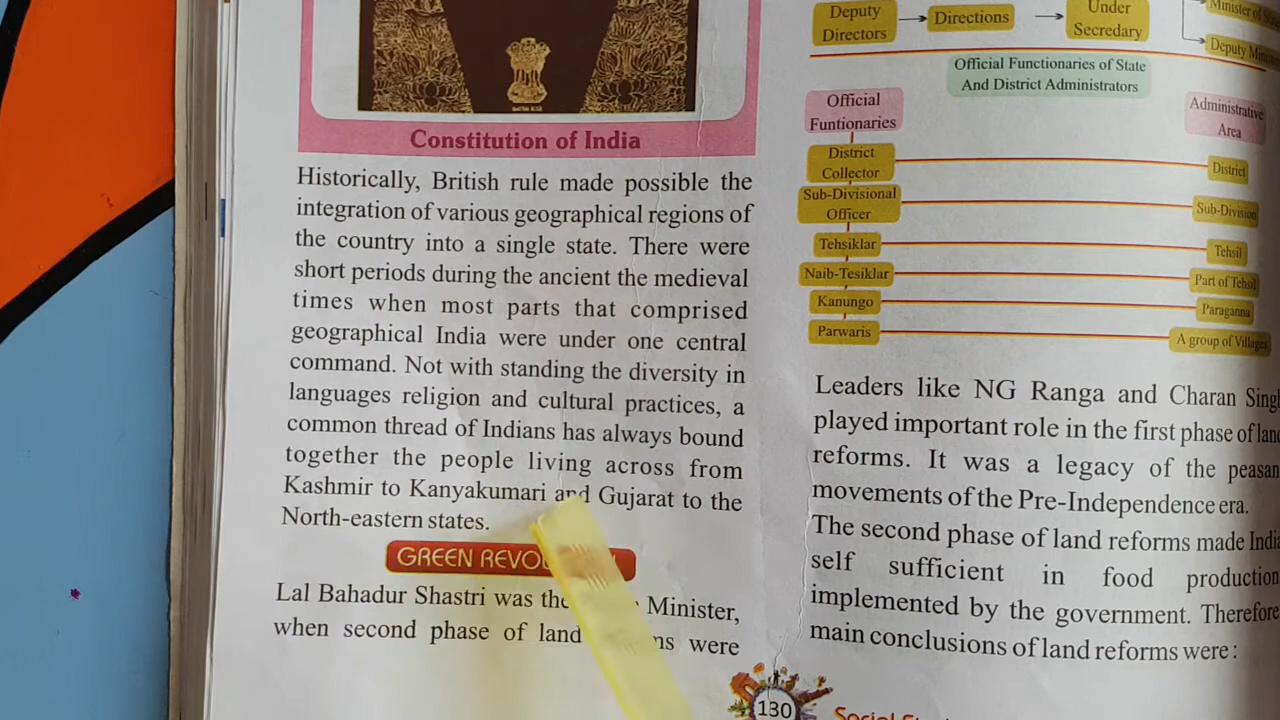 Constitution of India
Historically, British rule made possible the
integration of various geographical regions of
the country into a single state. There were
short periods during the ancient the medieval
times when most parts that comprised
geographical India were under one central
command. Not with standing the diversity in
languages religion and cultural practices, a
common thread of Indians has always bound
together the people living across from
Kashmir to Kanyakumari and Gujarat to the
North-eastern states.
GREEN
Lal Bahadur Shastri was the Minister,
when second phase of land were
Deputy
Directors
Directions
Under
Secredary
Minister of
Deputy
Official Functionaries of State
And District Administrators
Official
Funtionaries
Administrative
Area
District
Collector
District
Sub-Divisional
Officer
Sub-Division
Tehsiklar
Tehsil
Naib-Tesiklar
Part of Tehsil
Kanungo
Paraganna
Parwaris
A group of Villages
Leaders like NG Ranga and Charan
played important role in the first phase of
reforms. It was a legacy of the
movements of the Pre-Independence era.
The second phase of land reforms made
self sufficient in food production
implemented by the government. Therefore
main conclusions of land reforms were :
130
Social